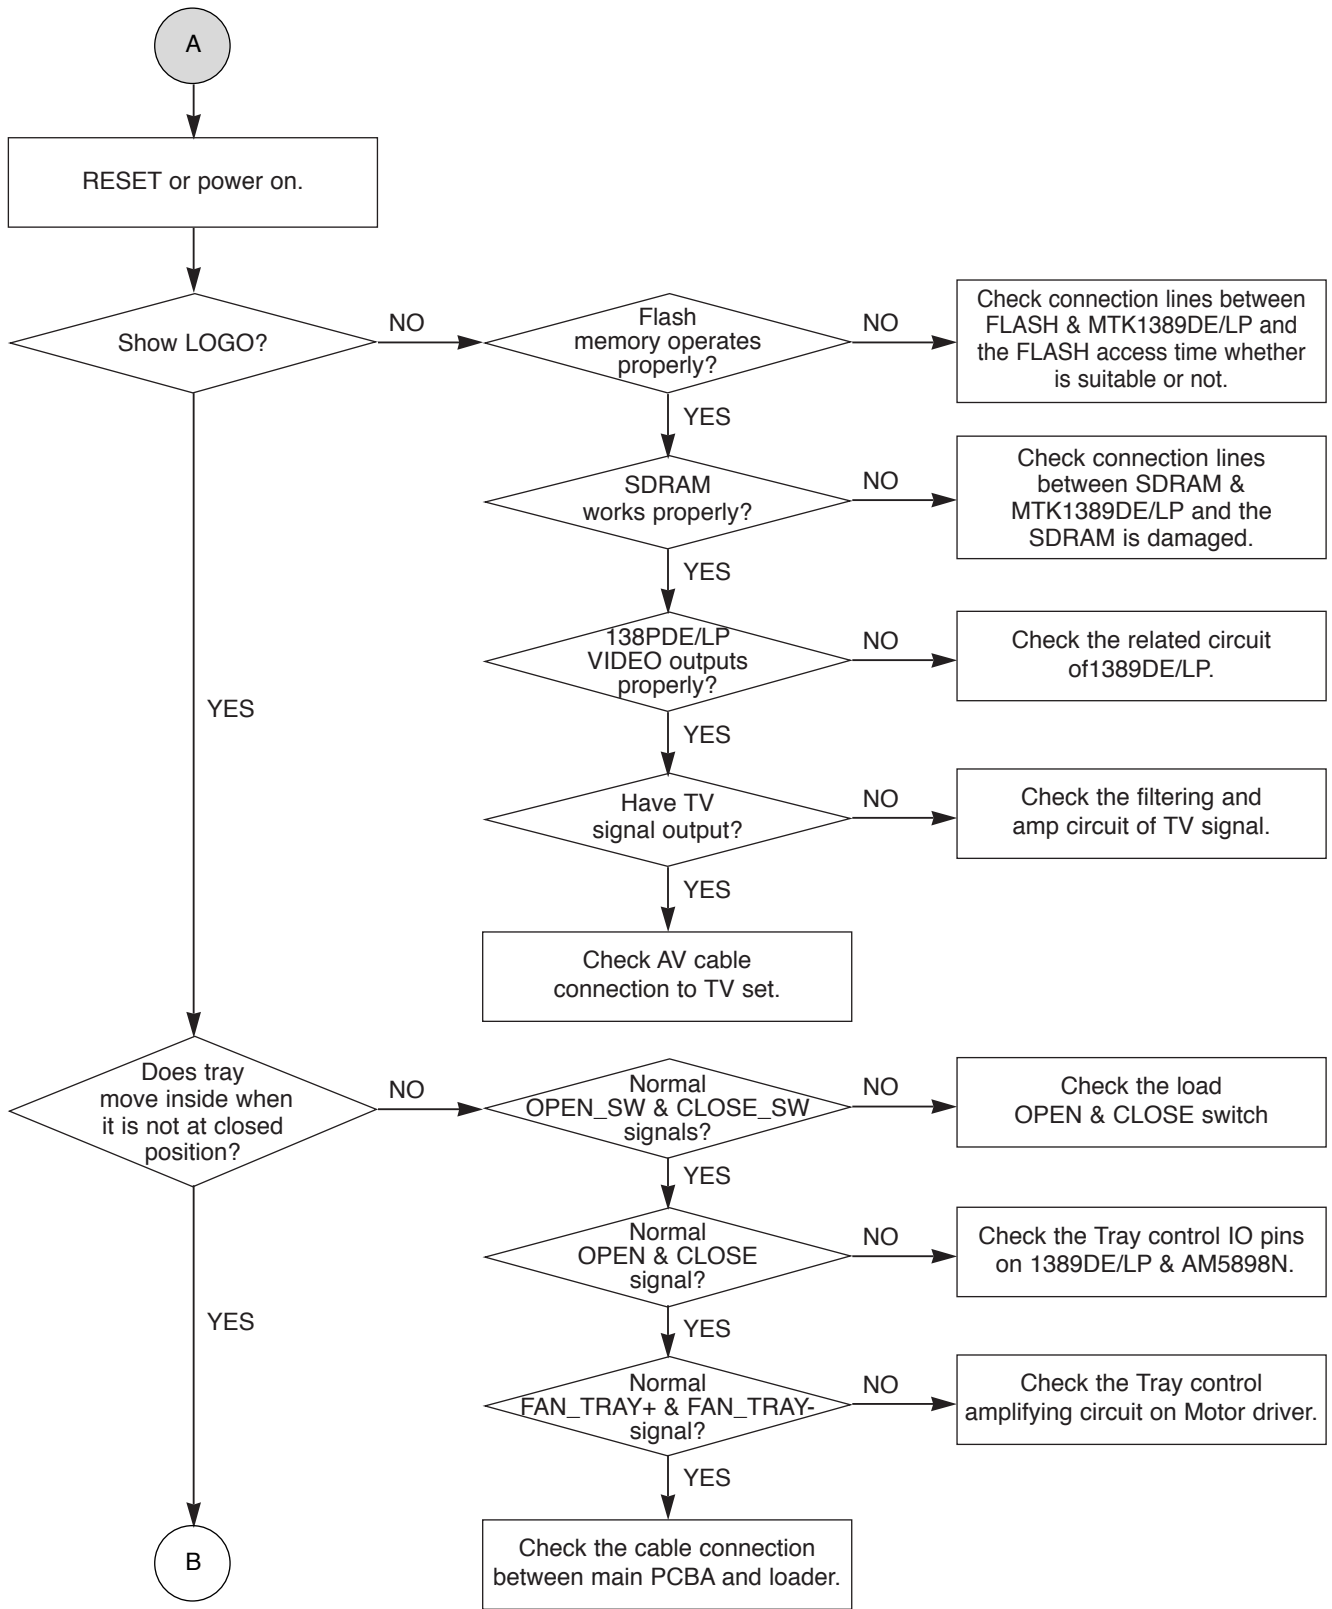 A
RESET or power on.
Show LOGO?
NO
Flash
memory operates
properly?
NO
Check connection lines between
FLASH & MTK1389DE/LP and
the FLASH access time whether
is suitable or not.
YES
SDRAM
works properly?
NO
Check connection lines
between SDRAM &
MTK1389DE/LP and the
SDRAM is damaged.
YES
138PDE/LP
VIDEO outputs
properly?
NO
Check the related circuit
of1389DE/LP.
YES
YES
Have TV
signal output?
NO
Check the filtering and
amp circuit of TV signal.
YES
Check AV cable
connection to TV set.
Does tray
move inside when
it is not at closed
position?
NO
Normal
OPEN_SW & CLOSE_SW
signals?
NO
Check the load
OPEN & CLOSE switch
YES
Normal
OPEN & CLOSE
signal?
NO
Check the Tray control IO pins
on 1389DE/LP & AM5898N.
YES
YES
Normal
FAN_TRAY+ & FAN_TRAY-
signal?
NO
Check the Tray control
amplifying circuit on Motor driver.
YES
B
Check the cable connection
between main PCBA and loader.